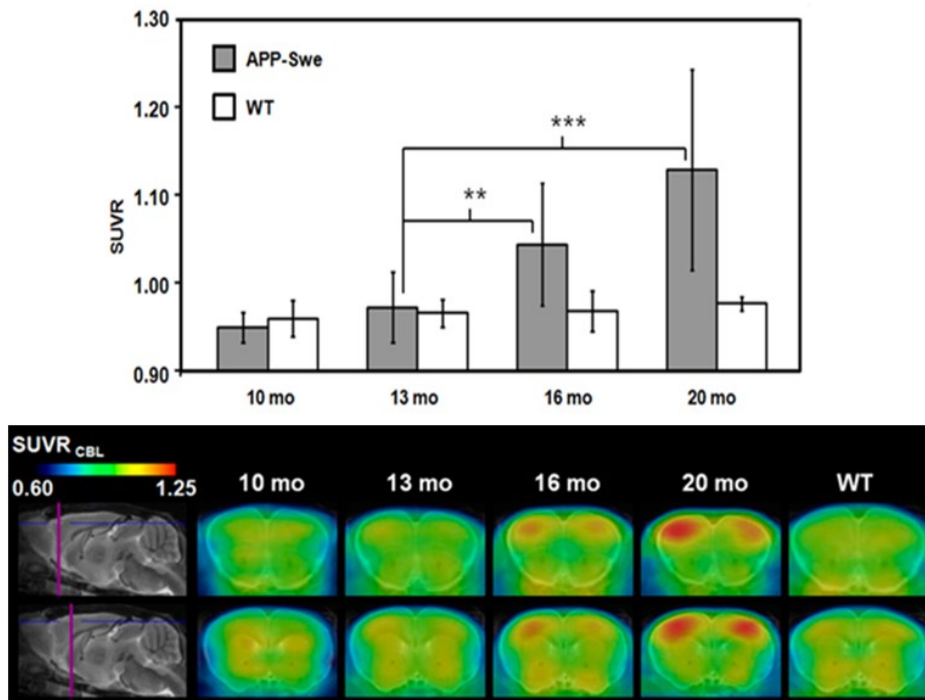 1.30
APP-Swe
WT
1.20
***
1.10
**
SUVR
1.00
0.90
10 mo 13 mo 16 mo 20 mo
SUVR CBL
0.60 1.25
10 mo 13 mo 16 mo 20 mo WT